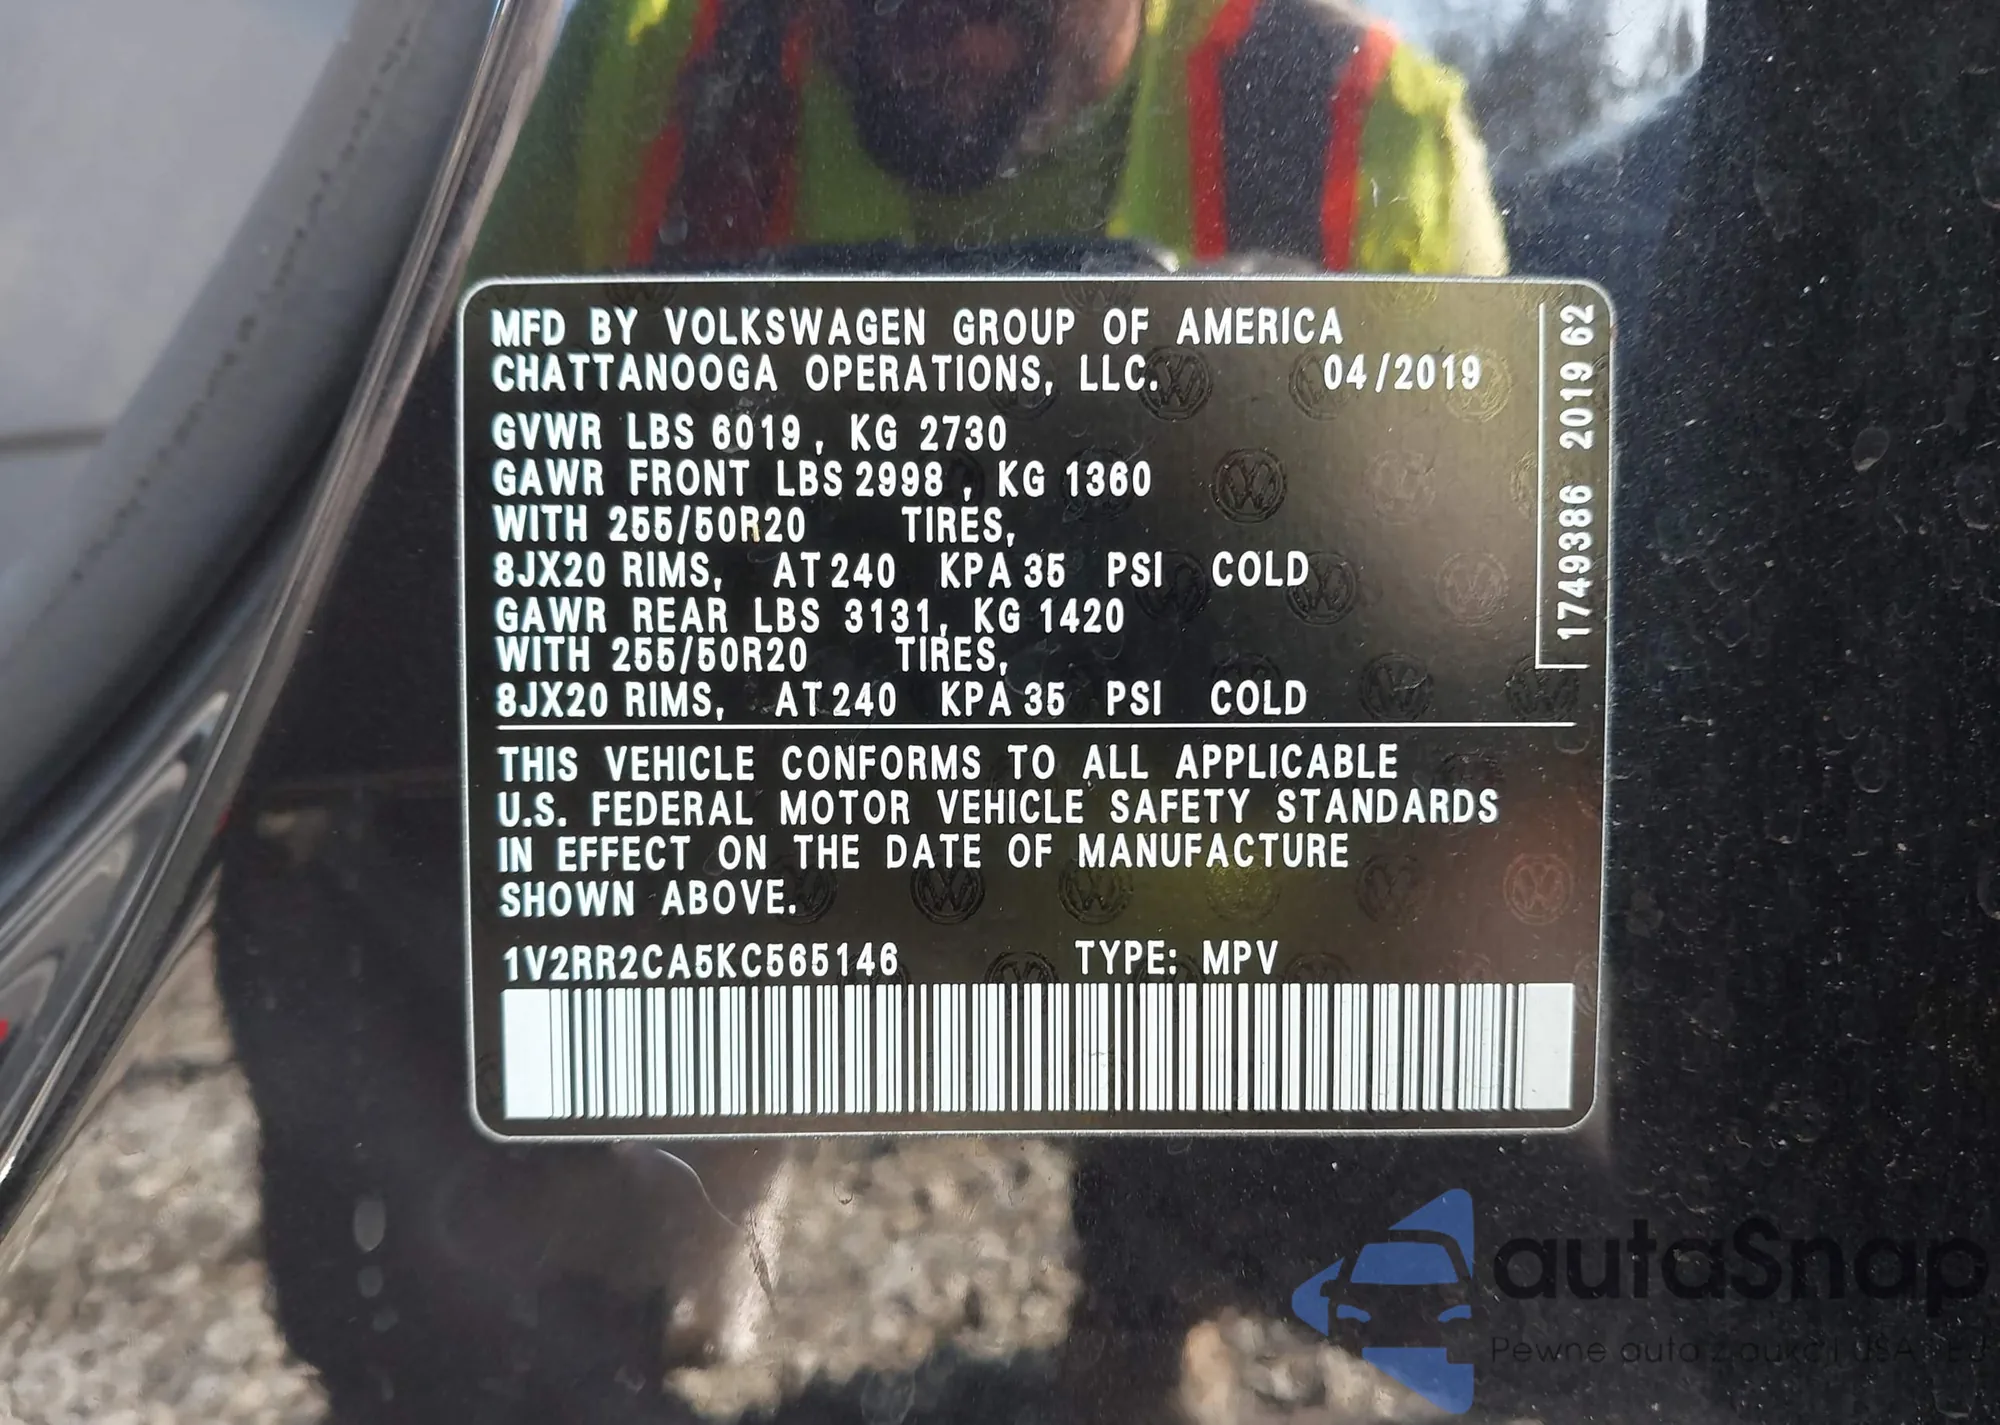 MFD BY VOLKSWAGEN GROUP OF AMERICA
CHATTANOOGA OPERATIONS, LLC. 04/2019
GVWR LBS 6019, KG 2730
GAWR FRONT LBS 2998, KG 1360
WITH 255/50R20 TIRES,
8JX20 RIMS, AT 240 KPA 35 PSI COLD
GAWR REAR LBS 3131, KG 1420
WITH 255/50R20 TIRES,
8JX20 RIMS, AT 240 KPA 35 PSI COLD
1749386 2019 62
THIS VEHICLE CONFORMS TO ALL APPLICABLE
U.S. FEDERAL MOTOR VEHICLE SAFETY STANDARDS
IN EFFECT ON THE DATE OF MANUFACTURE
SHOWN ABOVE.
1V2RR2CA5KC565146 TYPE: MPV
autaSnap
Pewne auta z aukcji USA